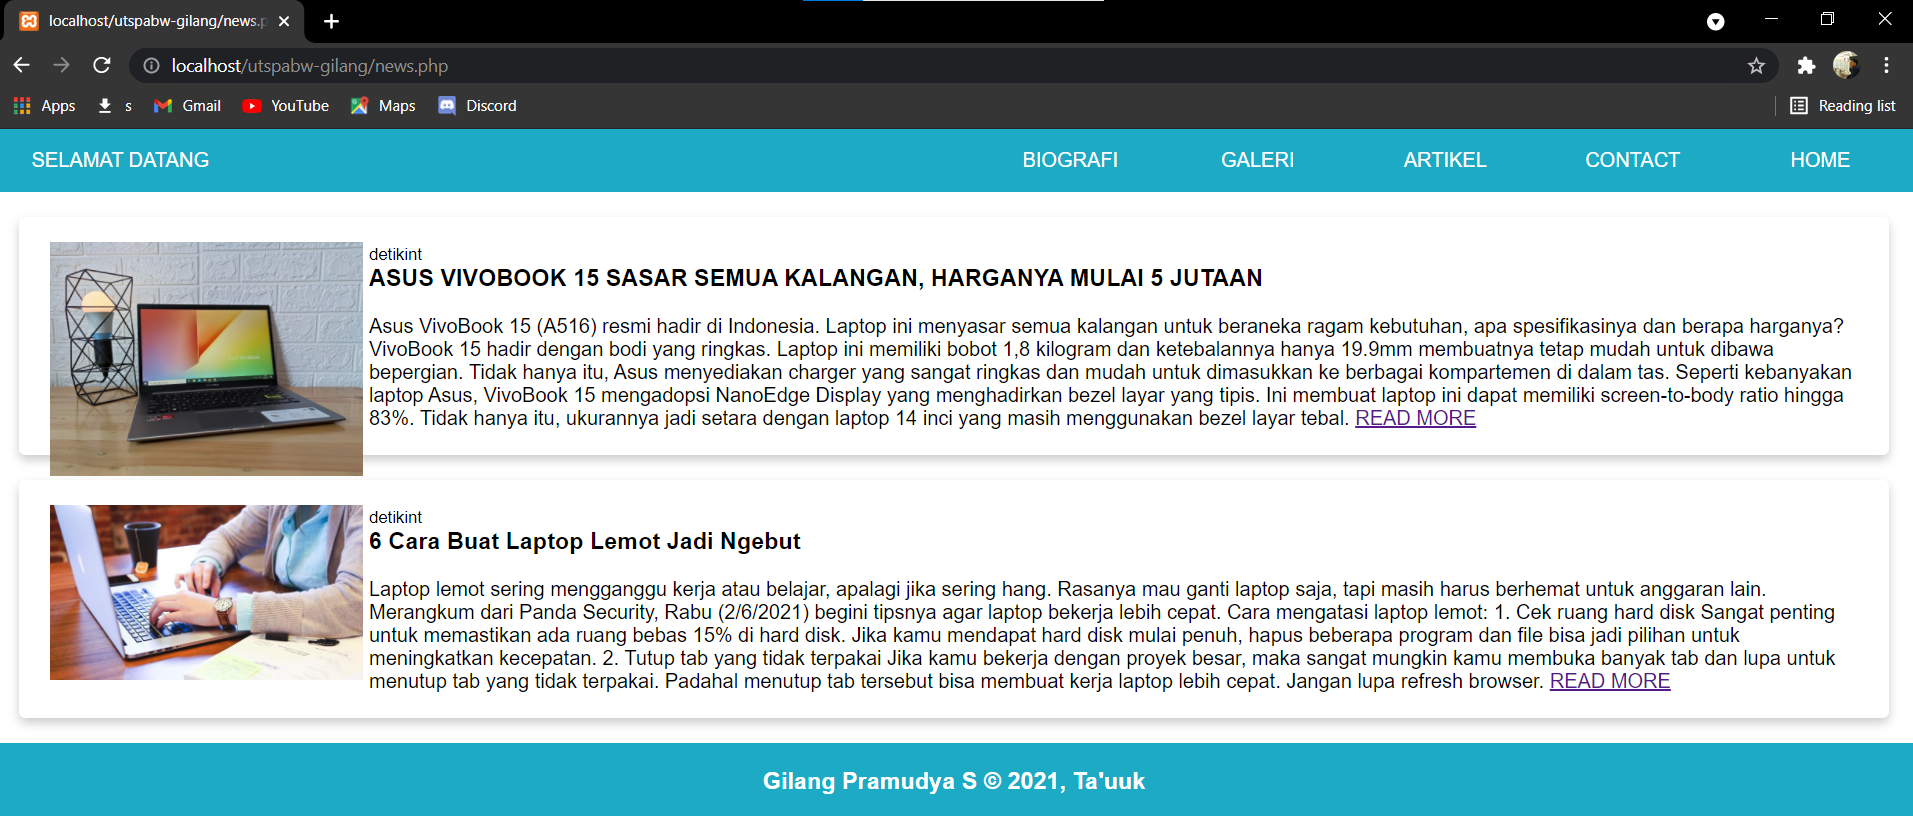 localhost/utspabw-gilang/news.p
localhost/utspabw-gilang/news.php
Apps s Gmail YouTube Maps Discord Reading list
SELAMAT DATANG BIOGRAFI GALERI ARTIKEL CONTACT HOME
detikint
ASUS VIVOBOOK 15 SASAR SEMUA KALANGAN, HARGANYA MULAI 5 JUTAAN
Asus VivoBook 15 (A516) resmi hadir di Indonesia. Laptop ini menyasar semua kalangan untuk beraneka ragam kebutuhan, apa spesifikasinya dan berapa harganya?
VivoBook 15 hadir dengan bodi yang ringkas. Laptop ini memiliki bobot 1,8 kilogram dan ketebalannya hanya 19.9mm membuatnya tetap mudah untuk dibawa
bepergian. Tidak hanya itu, Asus menyediakan charger yang sangat ringkas dan mudah untuk dimasukkan ke berbagai kompartemen di dalam tas. Seperti kebanyakan
laptop Asus, VivoBook 15 mengadopsi NanoEdge Display yang menghadirkan bezel layar yang tipis. Ini membuat laptop ini dapat memiliki screen-to-body ratio hingga
83%. Tidak hanya itu, ukurannya jadi setara dengan laptop 14 inci yang masih menggunakan bezel layar tebal. READ MORE
detikint
6 Cara Buat Laptop Lemot Jadi Ngebut
Laptop lemot sering mengganggu kerja atau belajar, apalagi jika sering hang. Rasanya mau ganti laptop saja, tapi masih harus berhemat untuk anggaran lain.
Merangkum dari Panda Security, Rabu (2/6/2021) begini tipsnya agar laptop bekerja lebih cepat. Cara mengatasi laptop lemot: 1. Cek ruang hard disk Sangat penting
untuk memastikan ada ruang bebas 15% di hard disk. Jika kamu mendapat hard disk mulai penuh, hapus beberapa program dan file bisa jadi pilihan untuk
meningkatkan kecepatan. 2. Tutup tab yang tidak terpakai Jika kamu bekerja dengan proyek besar, maka sangat mungkin kamu membuka banyak tab dan lupa untuk
menutup tab yang tidak terpakai. Padahal menutup tab tersebut bisa membuat kerja laptop lebih cepat. Jangan lupa refresh browser. READ MORE
Gilang Pramudya S © 2021, Ta'uuk